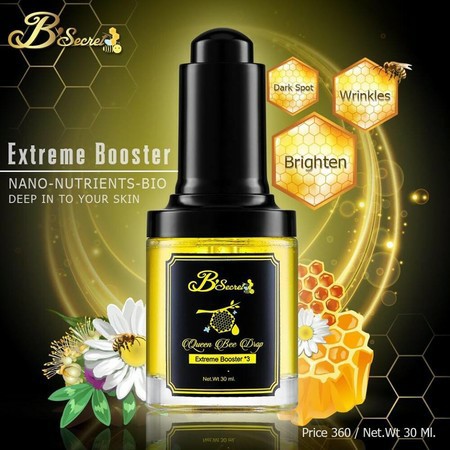 B'Secret
Dark Spot
Wrinkles
Brighten
Extreme Booster
NANO-NUTRIENTS-BIO
DEEP IN TO YOUR SKIN
B'Secret
Queen Bee Drop
Extreme Booster *3
Net.Wt 30 ml.
Price 360 / Net.Wt 30 Ml.